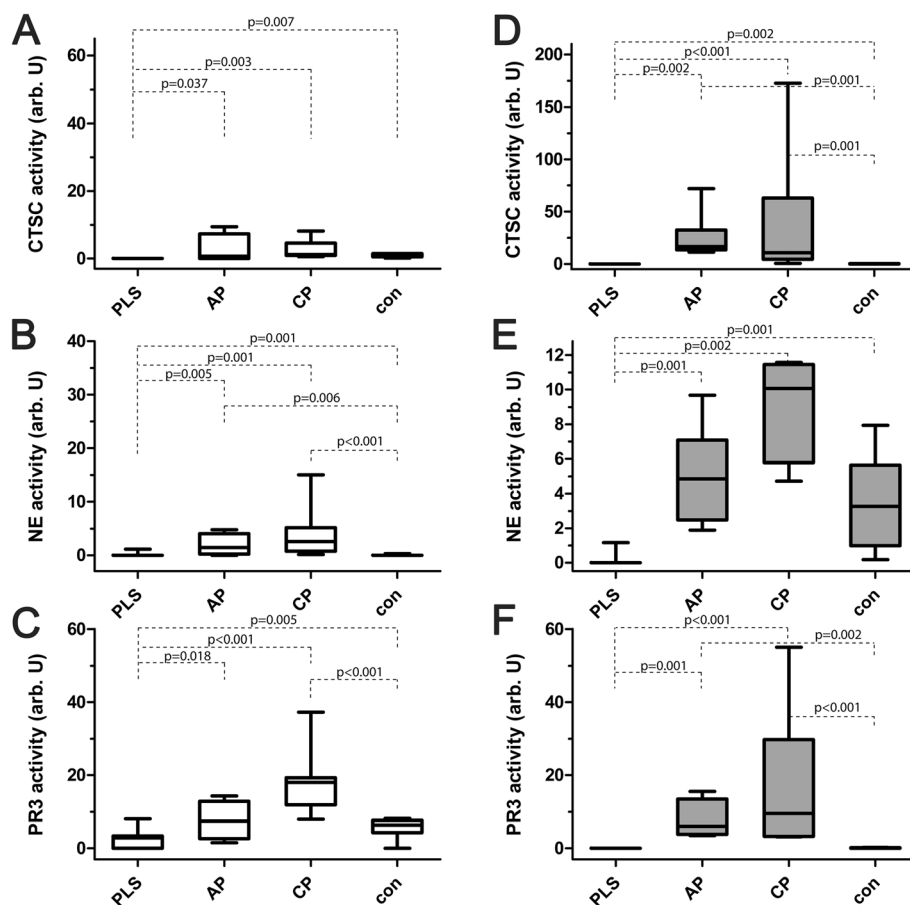 A
p=0.007
p=0.003
p=0.037
CTSC activity (arb. U)
60
40
20
0
PLS AP CP con
D
p=0.002
p<0.001
p=0.002
p=0.001
p=0.001
CTSC activity (arb. U)
200
150
100
50
25
0
PLS AP CP con
B
p=0.001
p=0.001
p=0.005
p=0.006
p<0.001
NE activity (arb. U)
40
30
20
10
0
PLS AP CP con
E
p=0.001
p=0.002
p=0.001
NE activity (arb. U)
12
10
8
6
4
2
0
PLS AP CP con
C
p=0.005
p<0.001
p=0.018
p<0.001
PR3 activity (arb. U)
60
40
20
0
PLS AP CP con
F
p<0.001
p=0.002
p=0.001
p<0.001
PR3 activity (arb. U)
60
40
20
0
PLS AP CP con